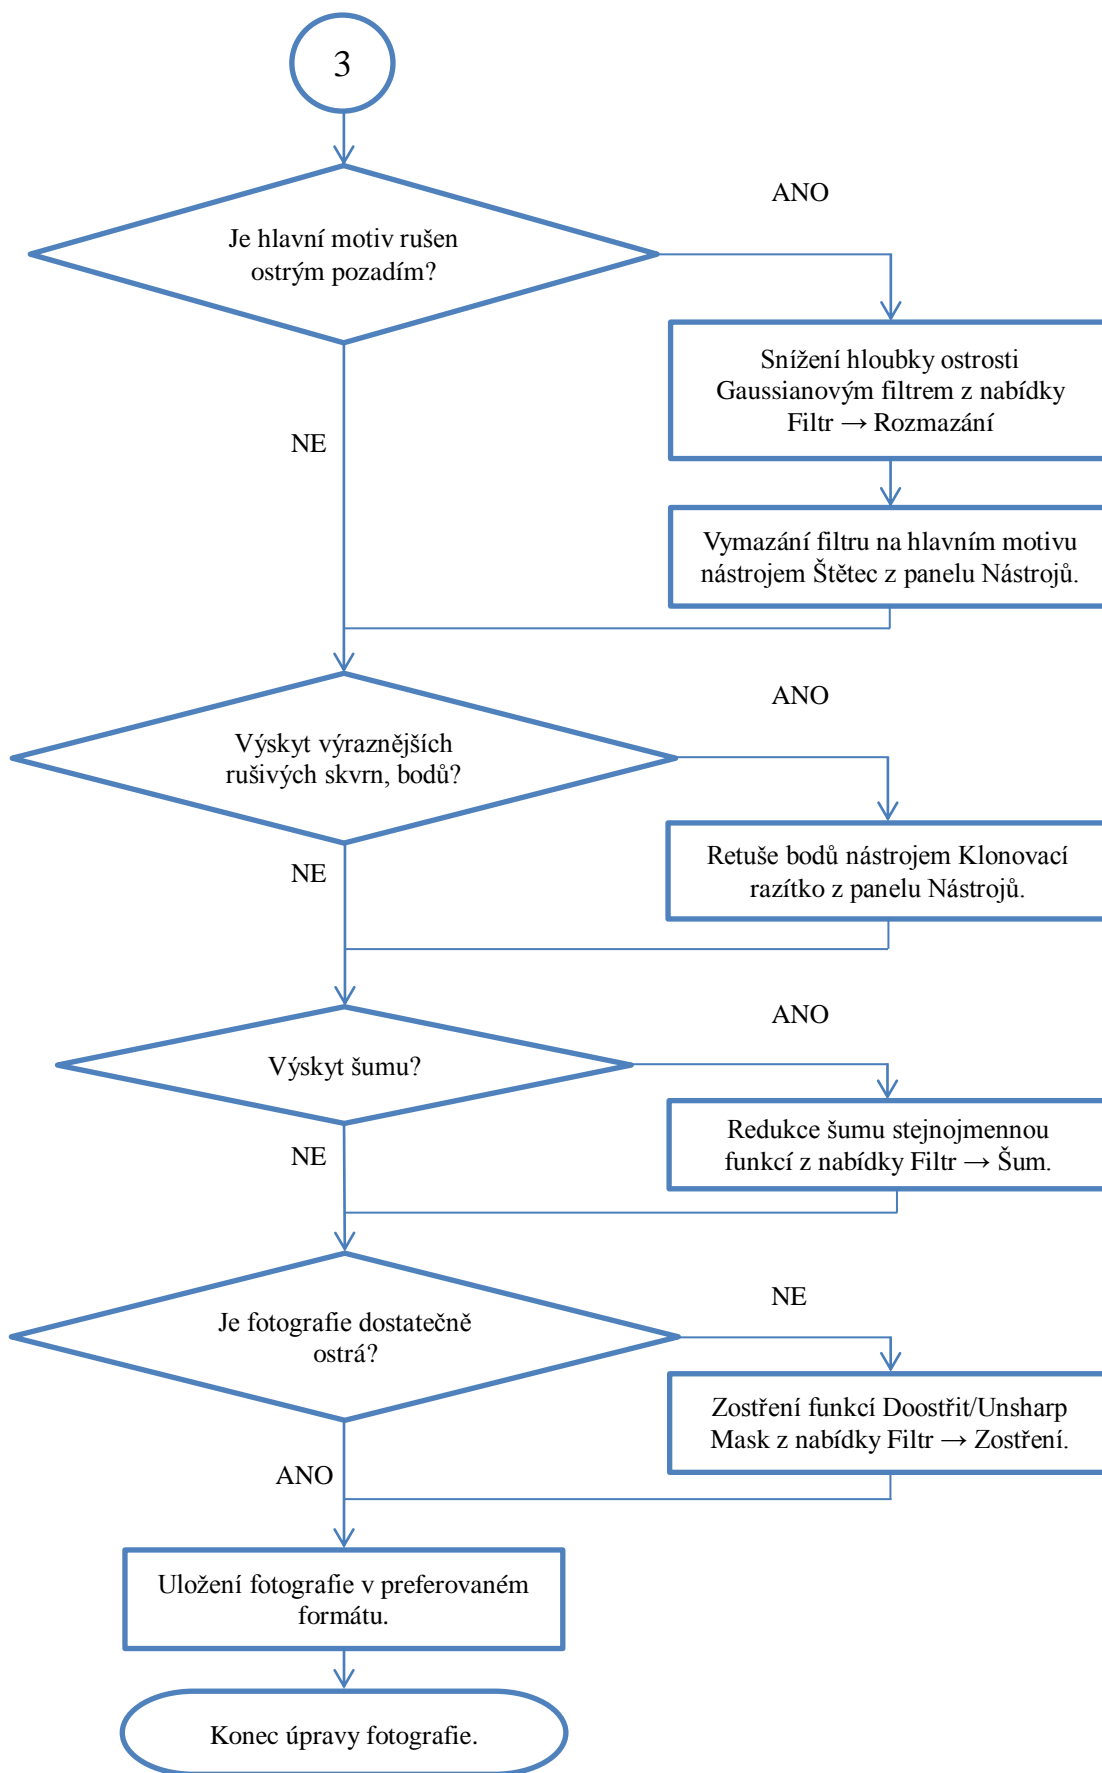 3
ANO
Je hlavní motiv rušen
ostrým pozadím?
Snížení hloubky ostrosti
Gaussianovým filtrem z nabídky
Filtr → Rozmazání
NE
Vymazání filtru na hlavním motivu
nástrojem Štětec z panelu Nástrojů.
ANO
Výskyt výraznějších
rušivých skvrn, bodů?
Retuše bodů nástrojem Klonovací
razítko z panelu Nástrojů.
NE
ANO
Výskyt šumu?
Redukce šumu stejnojmennou
funkcí z nabídky Filtr → Šum.
NE
NE
Je fotografie dostatečně
ostrá?
Zostření funkcí Doostřit/Unsharp
Mask z nabídky Filtr → Zostření.
ANO
Uložení fotografie v preferovaném
formátu.
Konec úpravy fotografie.